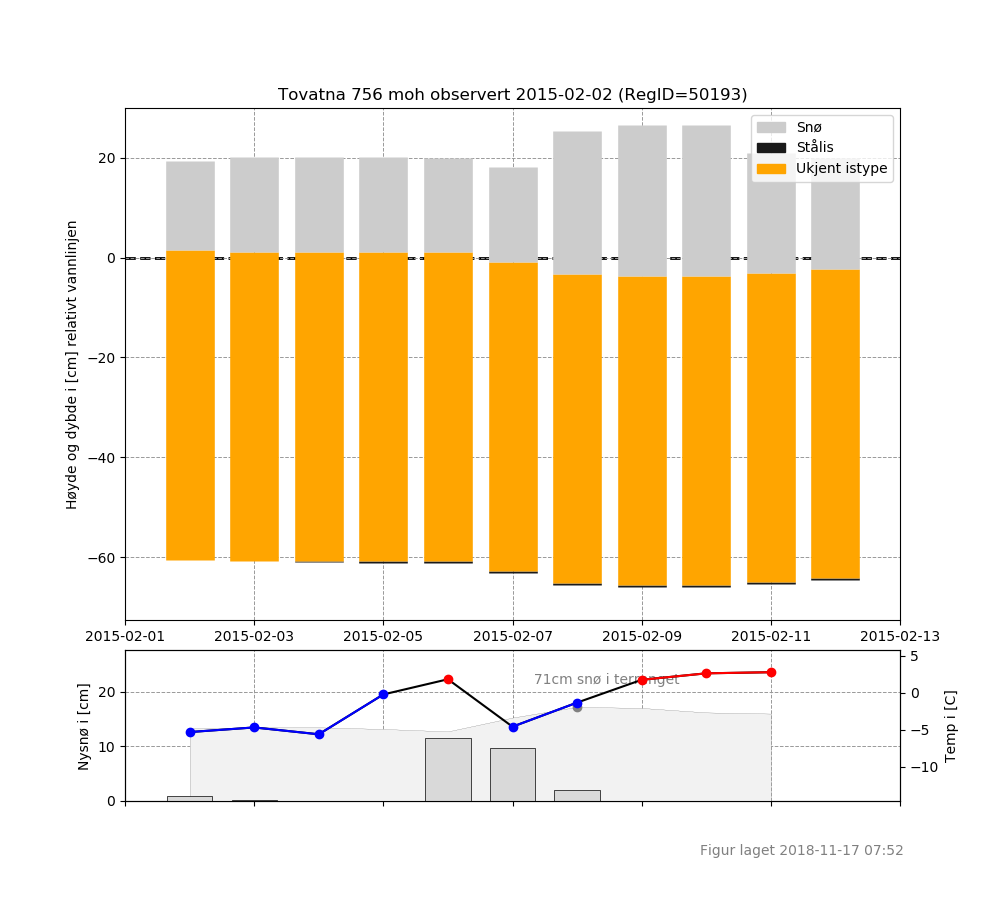 Tovatna 756 moh observert 2015-02-02 (RegID=50193)
Snø
Stålis
Ukjent istype
Høyde og dybde i [cm] relativt vannlinjen
20
0
−20
−40
−60
2015-02-01 2015-02-03 2015-02-05 2015-02-07 2015-02-09 2015-02-11 2015-02-13
Nysnø i [cm]
20
10
0
71cm snø i terrenget
5
0
−5
−10
Temp i [C]
Figur laget 2018-11-17 07:52